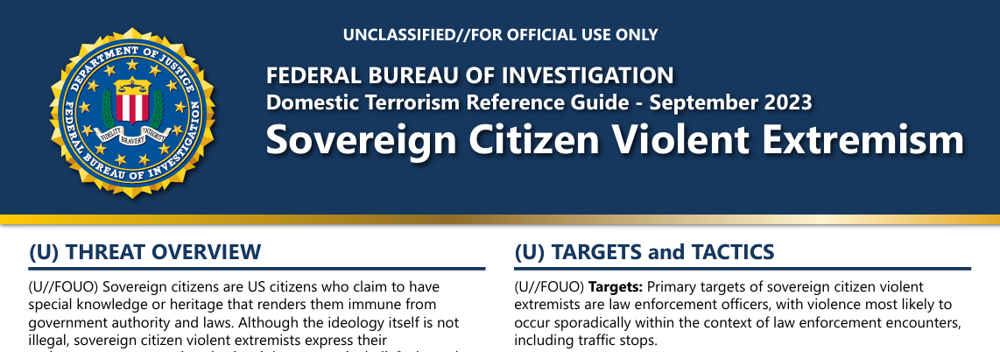 UNCLASSIFIED//FOR OFFICIAL USE ONLY
DEPARTMENT OF JUSTICE
FEDERAL BUREAU OF INVESTIGATION
FIDELITY BRAVERY INTEGRITY
FEDERAL BUREAU OF INVESTIGATION
Domestic Terrorism Reference Guide - September 2023
Sovereign Citizen Violent Extremism
(U) THREAT OVERVIEW
(U//FOUO) Sovereign citizens are US citizens who claim to have
special knowledge or heritage that renders them immune from
government authority and laws. Although the ideology itself is not
illegal, sovereign citizen violent extremists express their
(U) TARGETS and TACTICS
(U//FOUO) Targets: Primary targets of sovereign citizen violent
extremists are law enforcement officers, with violence most likely to
occur sporadically within the context of law enforcement encounters,
including traffic stops.